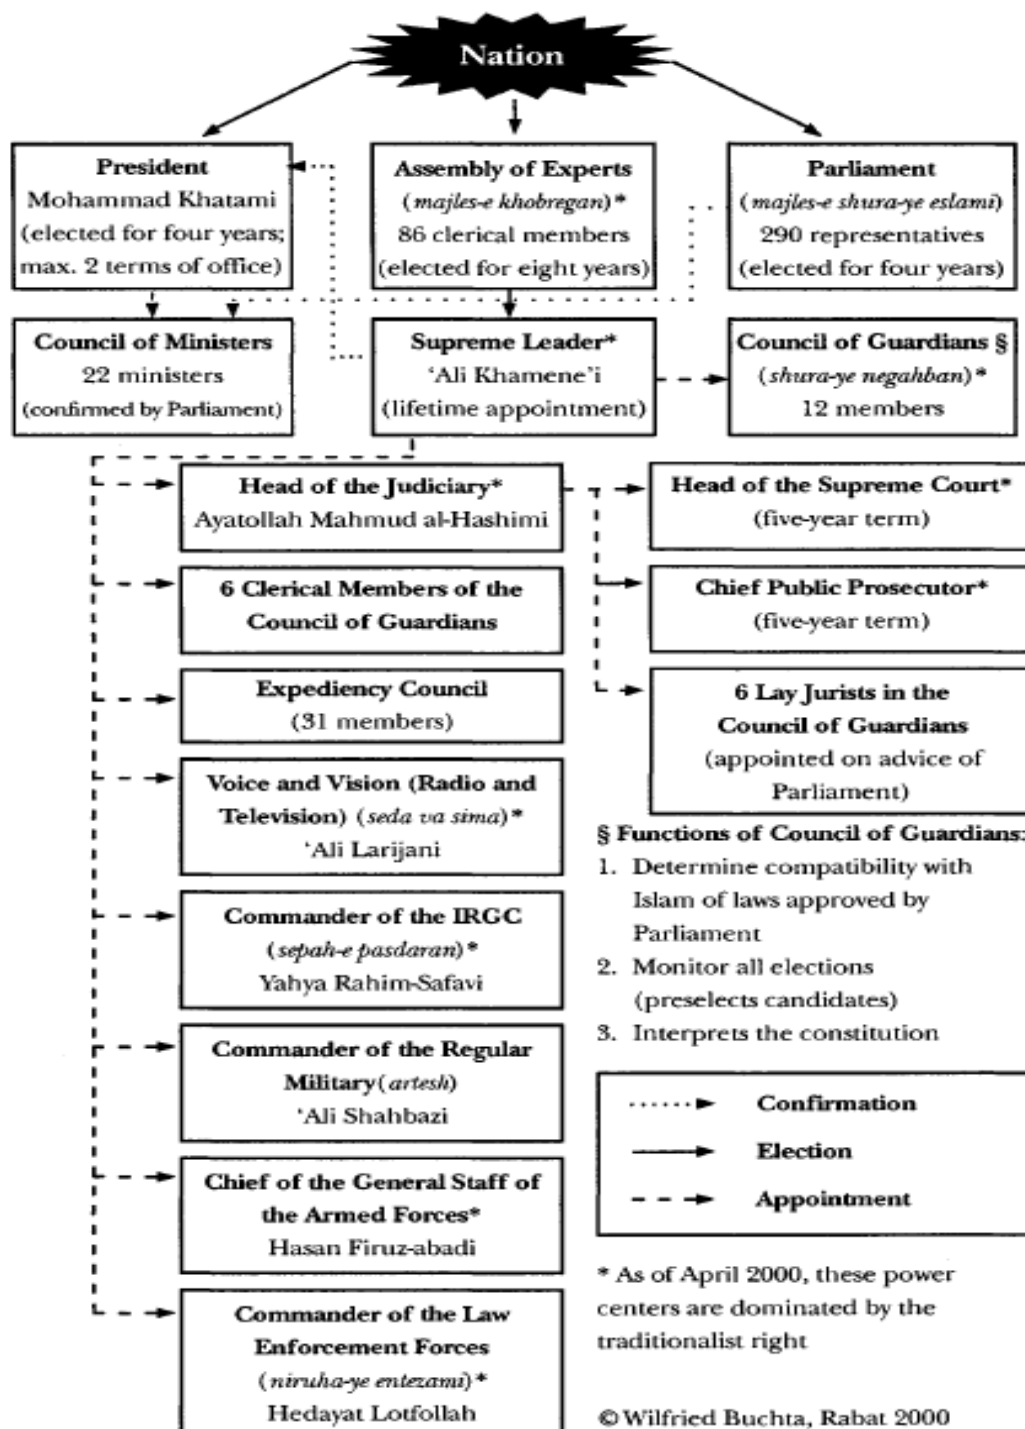 Nation
President
Mohammad Khatami
(elected for four years;
max. 2 terms of office)
Assembly of Experts
(majles-e khobregan)*
86 clerical members
(elected for eight years)
Parliament
(majles-e shura-ye eslami)
290 representatives
(elected for four years)
Council of Ministers
22 ministers
(confirmed by Parliament)
Supreme Leader*
‘Ali Khamene’i
(lifetime appointment)
Council of Guardians §
(shura-ye negahban)*
12 members
Head of the Judiciary*
Ayatollah Mahmud al-Hashimi
6 Clerical Members of the
Council of Guardians
Expediency Council
(31 members)
Voice and Vision (Radio and
Television) (seda va sima)*
‘Ali Larijani
Commander of the IRGC
(sepah-e pasdaran)*
Yahya Rahim-Safavi
Commander of the Regular
Military (artesh)
‘Ali Shahbazi
Chief of the General Staff of
the Armed Forces*
Hasan Firuz-abadi
Commander of the Law
Enforcement Forces
(niruha-ye entezami)*
Hedayat Lotfollah
Head of the Supreme Court*
(five-year term)
Chief Public Prosecutor*
(five-year term)
6 Lay Jurists in the
Council of Guardians
(appointed on advice of
Parliament)
§ Functions of Council of Guardians:
1. Determine compatibility with
Islam of laws approved by
Parliament
2. Monitor all elections
(preselects candidates)
3. Interprets the constitution
Confirmation
Election
Appointment
* As of April 2000, these power
centers are dominated by the
traditionalist right
© Wilfried Buchta, Rabat 2000